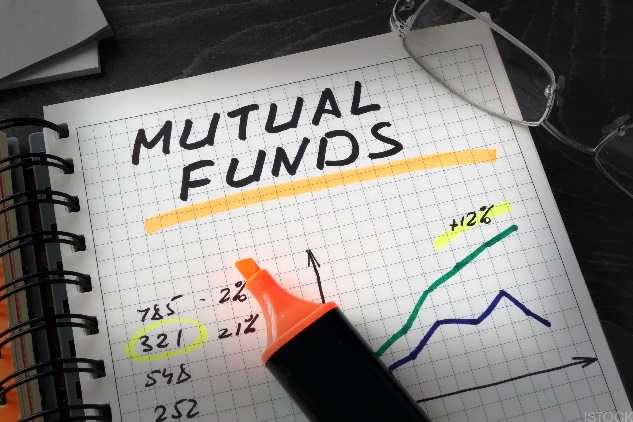 MUTUAL
FUNDS
+12%
785 - 2%
321 21%
548
252
ISTOCK